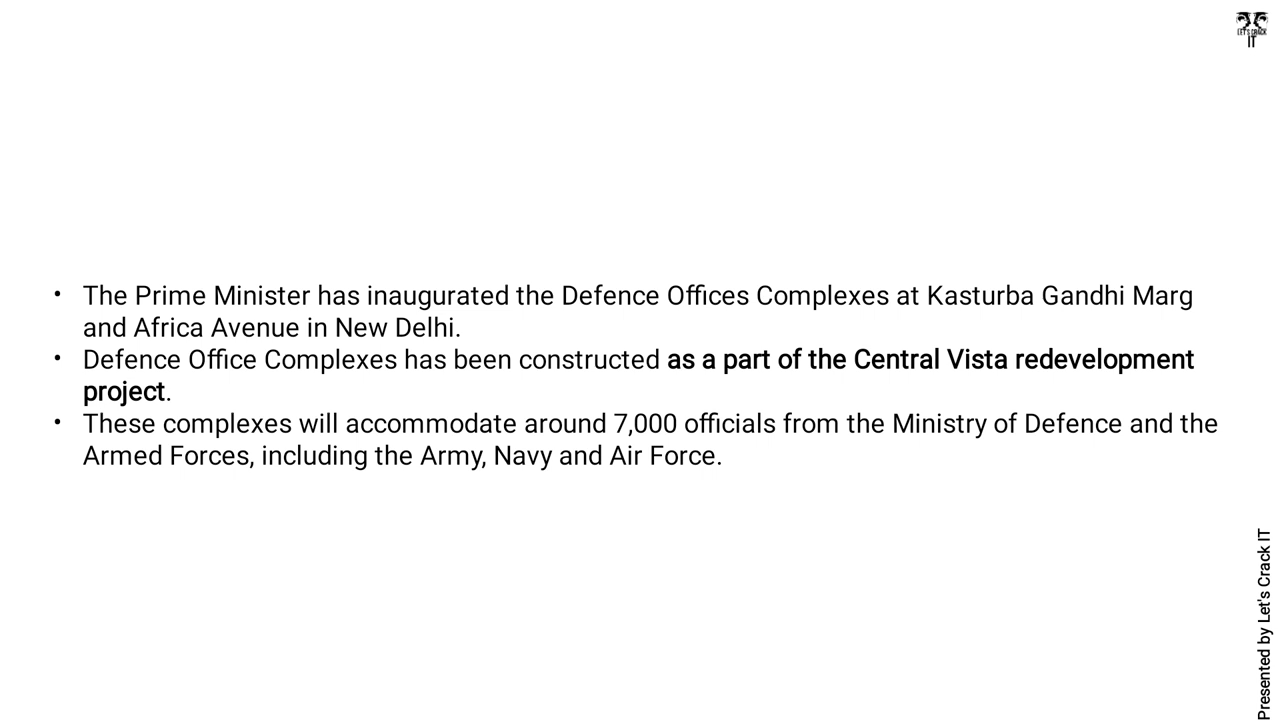 LET'S CRACK
IT
• The Prime Minister has inaugurated the Defence Offices Complexes at Kasturba Gandhi Marg
and Africa Avenue in New Delhi.
• Defence Office Complexes has been constructed as a part of the Central Vista redevelopment
project.
• These complexes will accommodate around 7,000 officials from the Ministry of Defence and the
Armed Forces, including the Army, Navy and Air Force.
Presented by Let's Crack IT